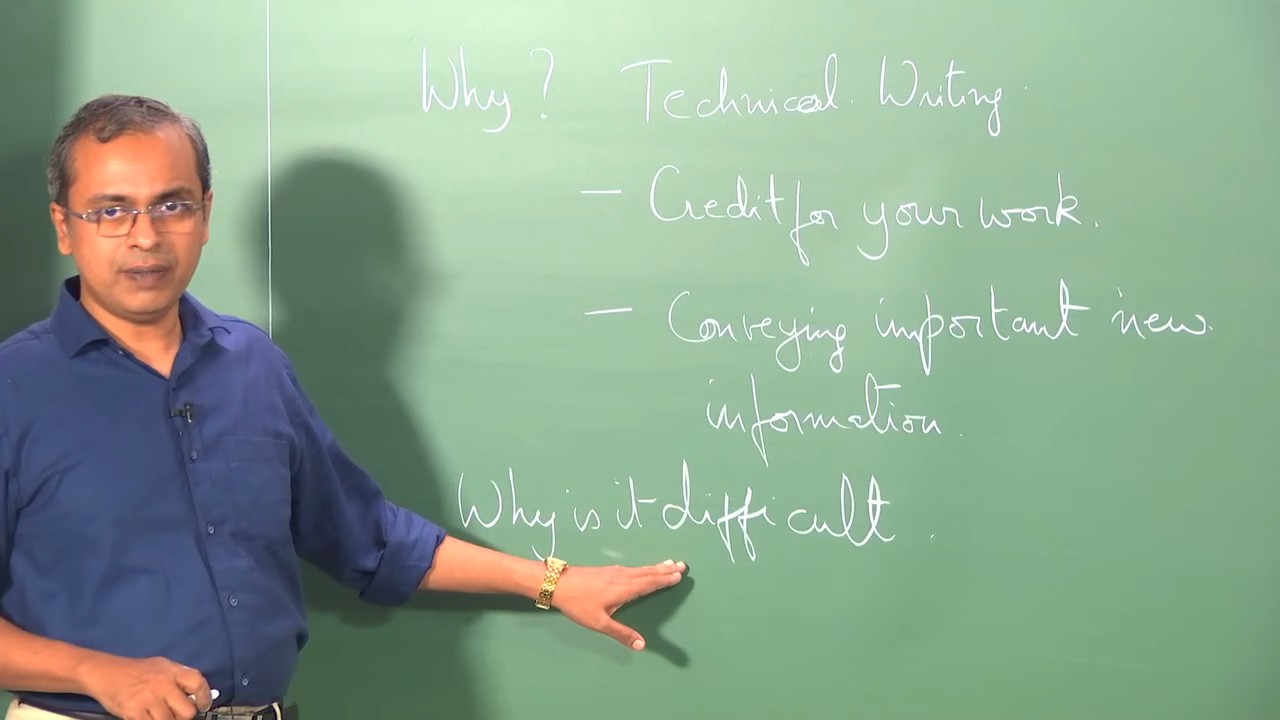 Why? Technical Writing.
– Credit for your work.
– Conveying important new.
information.
Why is it difficult.